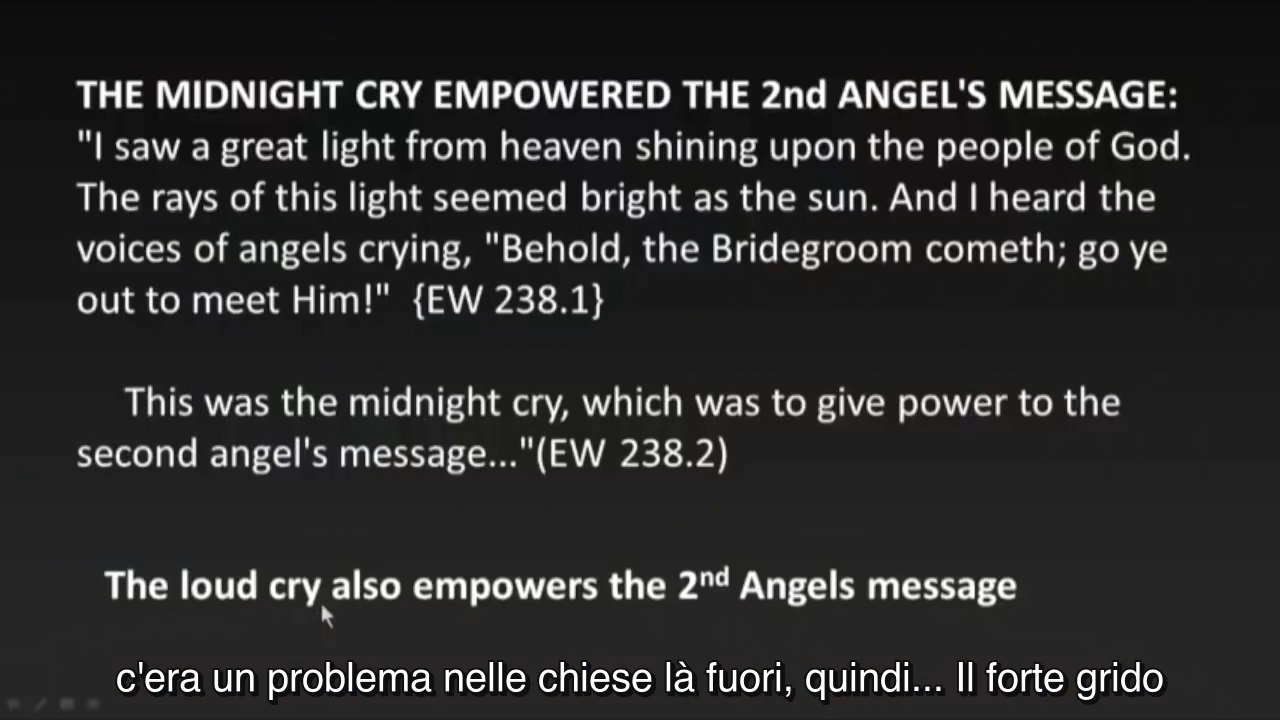 THE MIDNIGHT CRY EMPOWERED THE 2nd ANGEL'S MESSAGE:
"I saw a great light from heaven shining upon the people of God.
The rays of this light seemed bright as the sun. And I heard the
voices of angels crying, "Behold, the Bridegroom cometh; go ye
out to meet Him!" {EW 238.1}
This was the midnight cry, which was to give power to the
second angel's message..."(EW 238.2)
The loud cry also empowers the 2nd Angels message
c'era un problema nelle chiese là fuori, quindi... Il forte grido